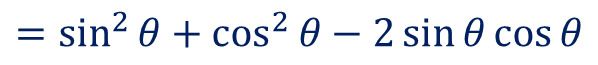 = sin² θ + cos² θ − 2 sin θ cos θ